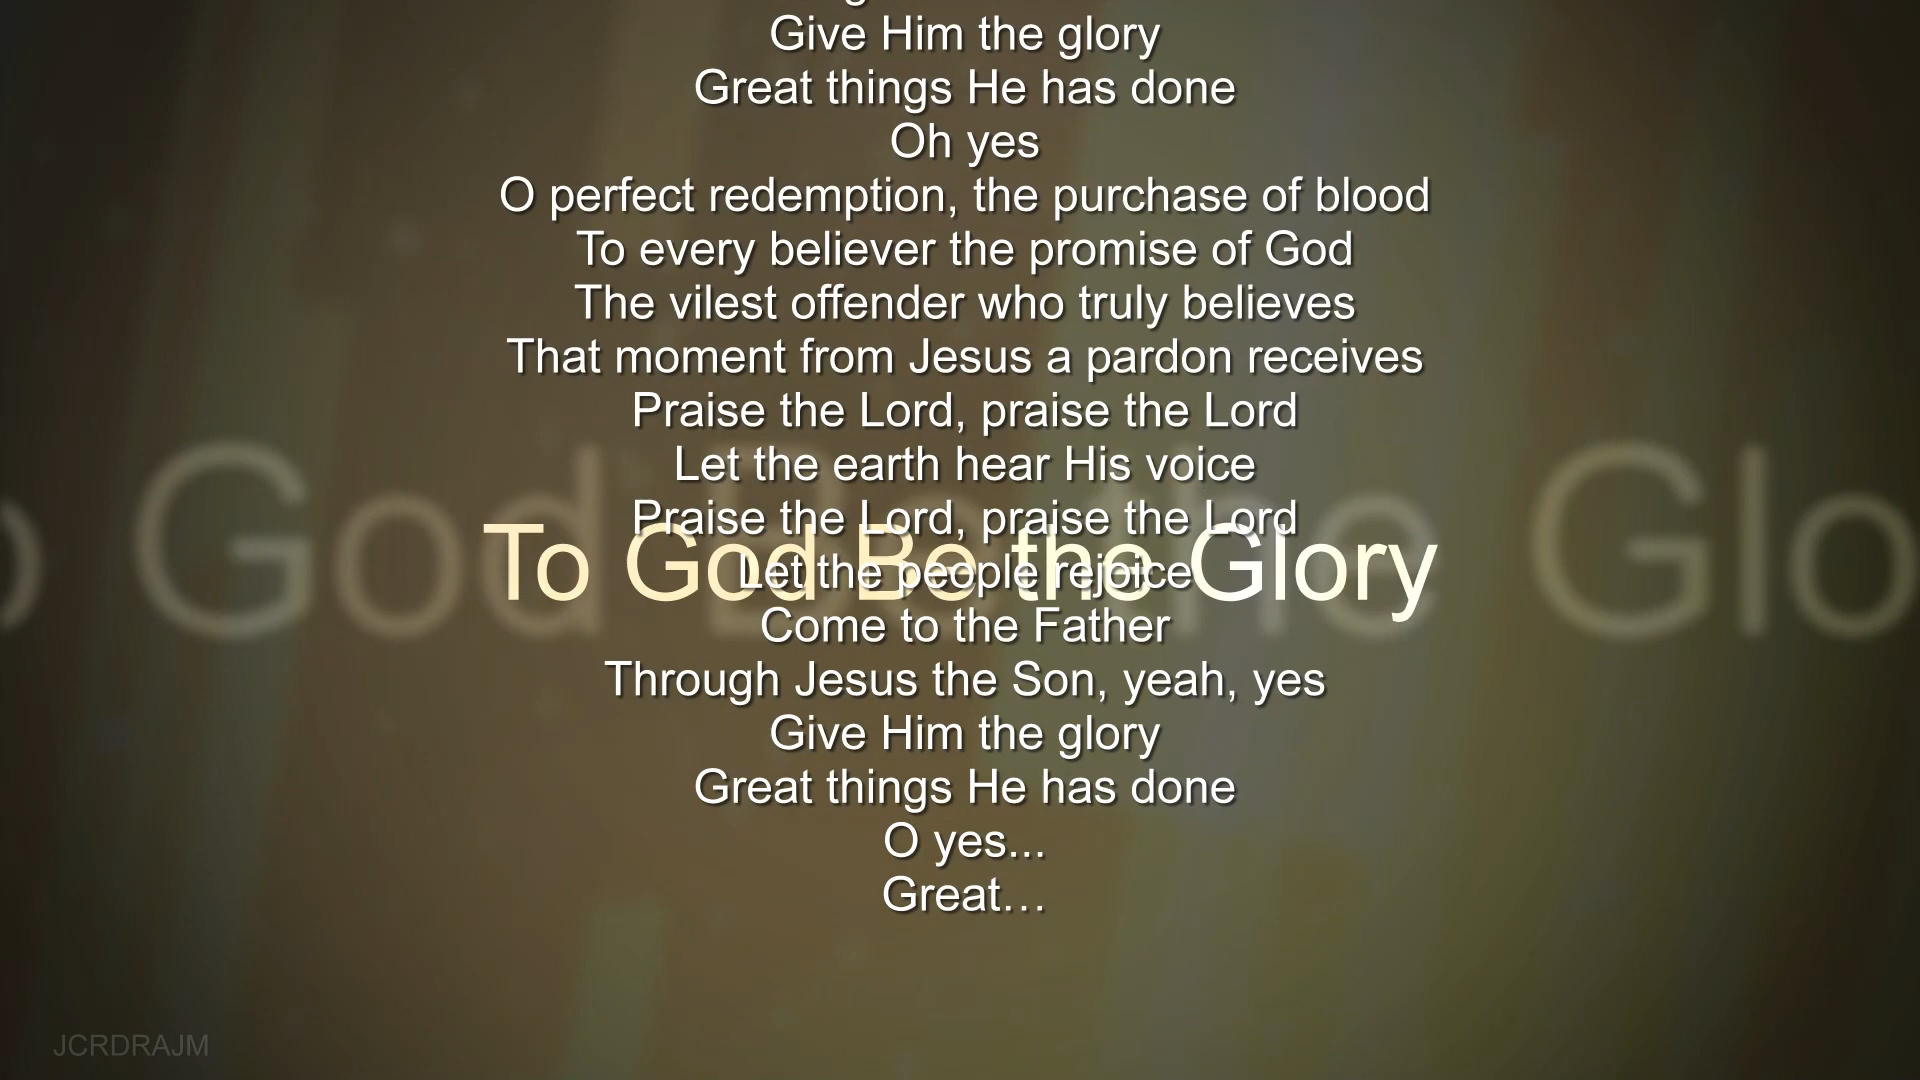 Give Him the glory
Great things He has done
Oh yes
O perfect redemption, the purchase of blood
To every believer the promise of God
The vilest offender who truly believes
That moment from Jesus a pardon receives
Praise the Lord, praise the Lord
Let the earth hear His voice
Praise the Lord, praise the Lord
To God Be the Glory
Let the people rejoice
Come to the Father
Through Jesus the Son, yeah, yes
Give Him the glory
Great things He has done
O yes...
Great…
God Be the Glo
JCRDRAJM